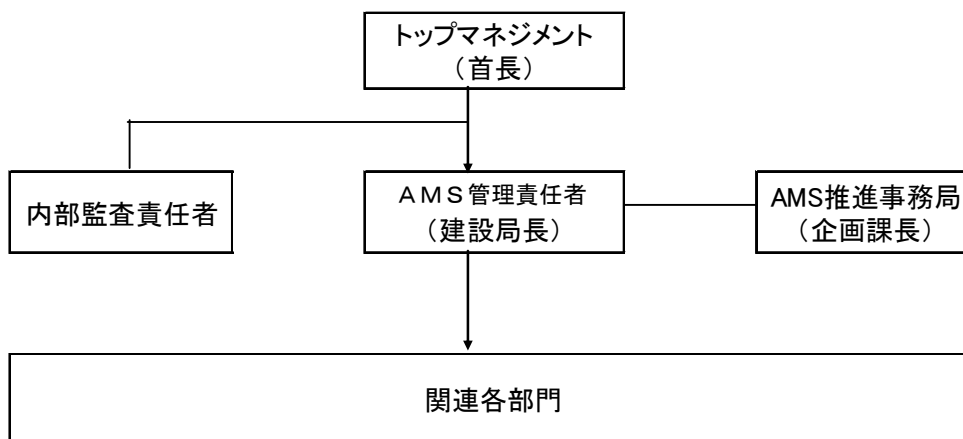 トップマネジメント
（首長）
内部監査責任者
ＡＭＳ管理責任者
（建設局長）
AMS推進事務局
（企画課長）
関連各部門